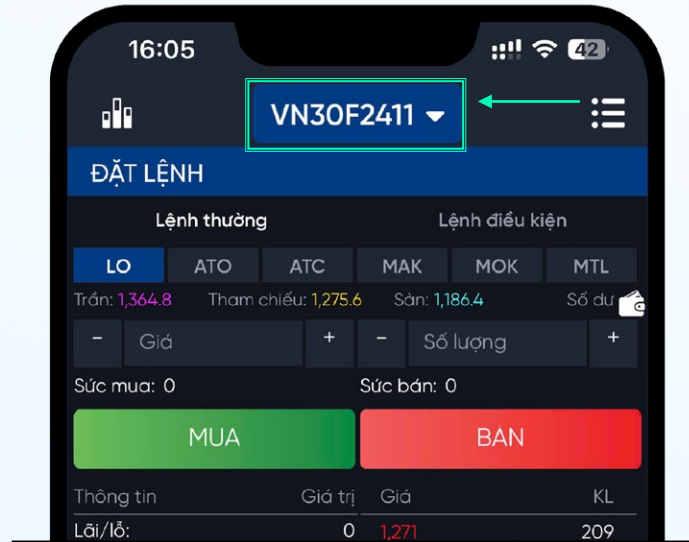 16:05 42
VN30F2411
ĐẶT LỆNH
Lệnh thường Lệnh điều kiện
LO ATO ATC MAK MOK MTL
Trần: 1,364.8 Tham chiếu: 1,275.6 Sàn: 1,186.4 Số dư
- Giá + - Số lượng +
Sức mua: 0 Sức bán: 0
MUA BÁN
Thông tin Giá trị Giá KL
Lãi/lỗ: 0 1,271 209